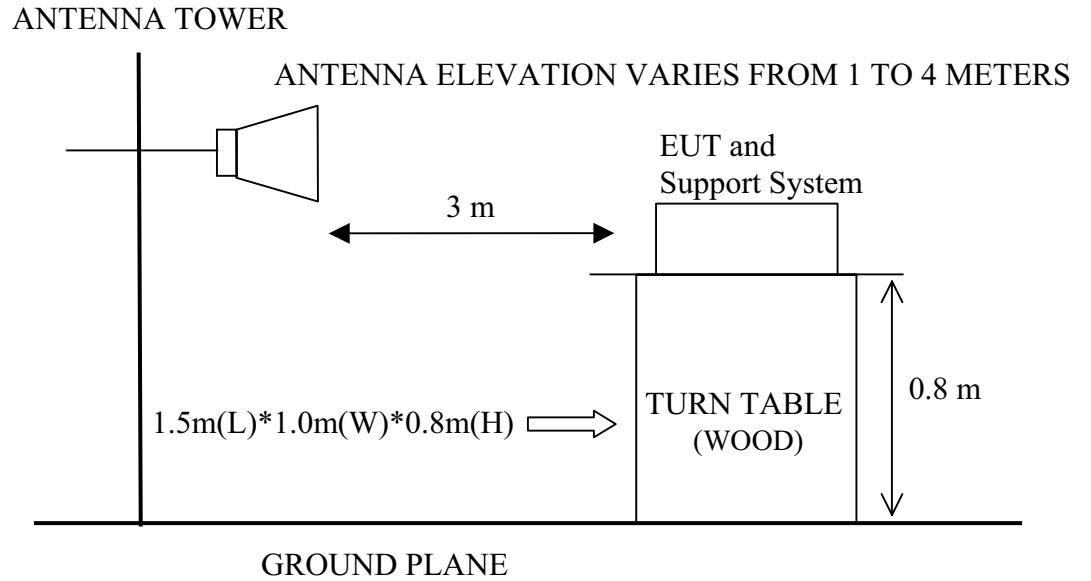 ANTENNA TOWER
ANTENNA ELEVATION VARIES FROM 1 TO 4 METERS
EUT and
Support System
3 m
0.8 m
1.5m(L)*1.0m(W)*0.8m(H)
TURN TABLE
(WOOD)
GROUND PLANE